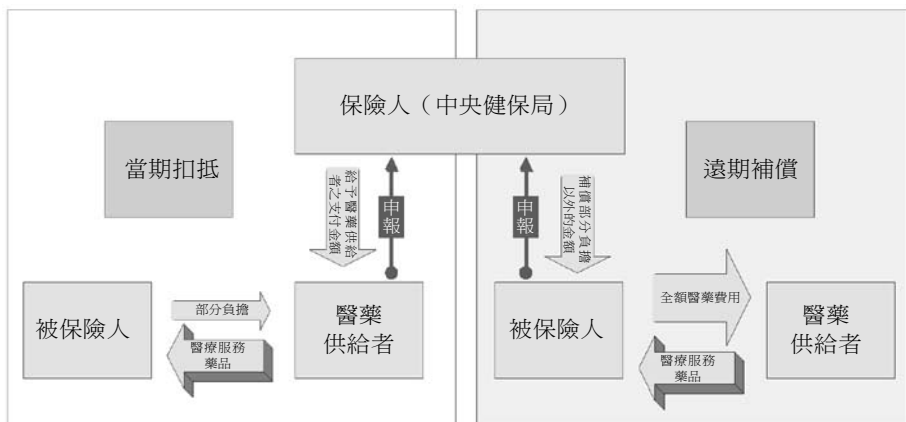 保險人（中央健保局）
當期扣抵
給予醫藥供給
者之支付金額
申報
被保險人
部分負擔
醫療服務
藥品
醫藥
供給者
遠期補償
申報
補償部分負擔
以外的金額
被保險人
全額醫藥費用
醫療服務
藥品
醫藥
供給者